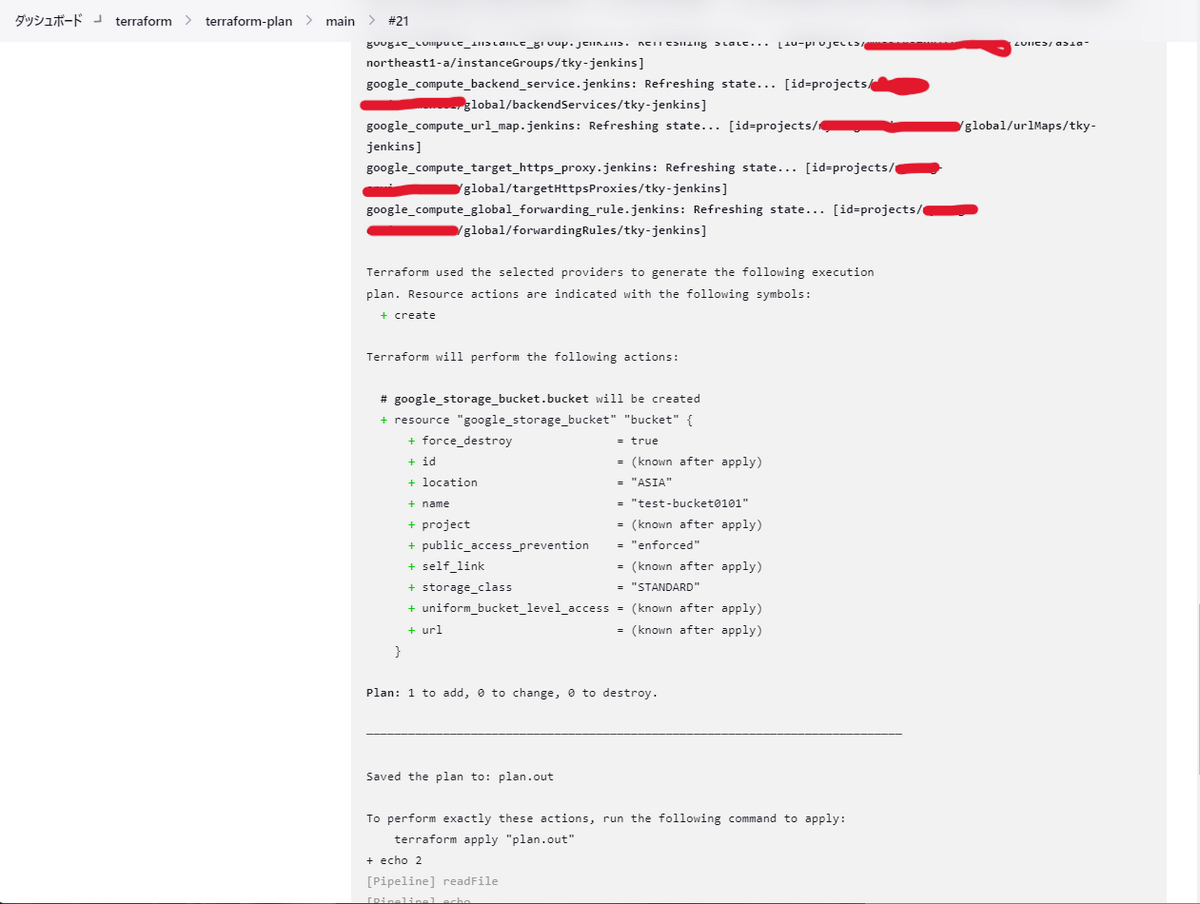 ダッシュボード terraform > terraform-plan > main > #21
google_compute_instance_group.jenkins: Refreshing state... [id=projects/ zones/asia-
northeast1-a/instanceGroups/tky-jenkins]
google_compute_backend_service.jenkins: Refreshing state... [id=projects/
/global/backendServices/tky-jenkins]
google_compute_url_map.jenkins: Refreshing state... [id=projects/ /global/urlMaps/tky-
jenkins]
google_compute_target_https_proxy.jenkins: Refreshing state... [id=projects/ -
/global/targetHttpsProxies/tky-jenkins]
google_compute_global_forwarding_rule.jenkins: Refreshing state... [id=projects/
/global/forwardingRules/tky-jenkins]
Terraform used the selected providers to generate the following execution
plan. Resource actions are indicated with the following symbols:
+ create
Terraform will perform the following actions:
# google_storage_bucket.bucket will be created
+ resource "google_storage_bucket" "bucket" {
+ force_destroy = true
+ id = (known after apply)
+ location = "ASIA"
+ name = "test-bucket0101"
+ project = (known after apply)
+ public_access_prevention = "enforced"
+ self_link = (known after apply)
+ storage_class = "STANDARD"
+ uniform_bucket_level_access = (known after apply)
+ url = (known after apply)
}
Plan: 1 to add, 0 to change, 0 to destroy.
Saved the plan to: plan.out
To perform exactly these actions, run the following command to apply:
terraform apply "plan.out"
+ echo 2
[Pipeline] readFile
[Pipeline] echo